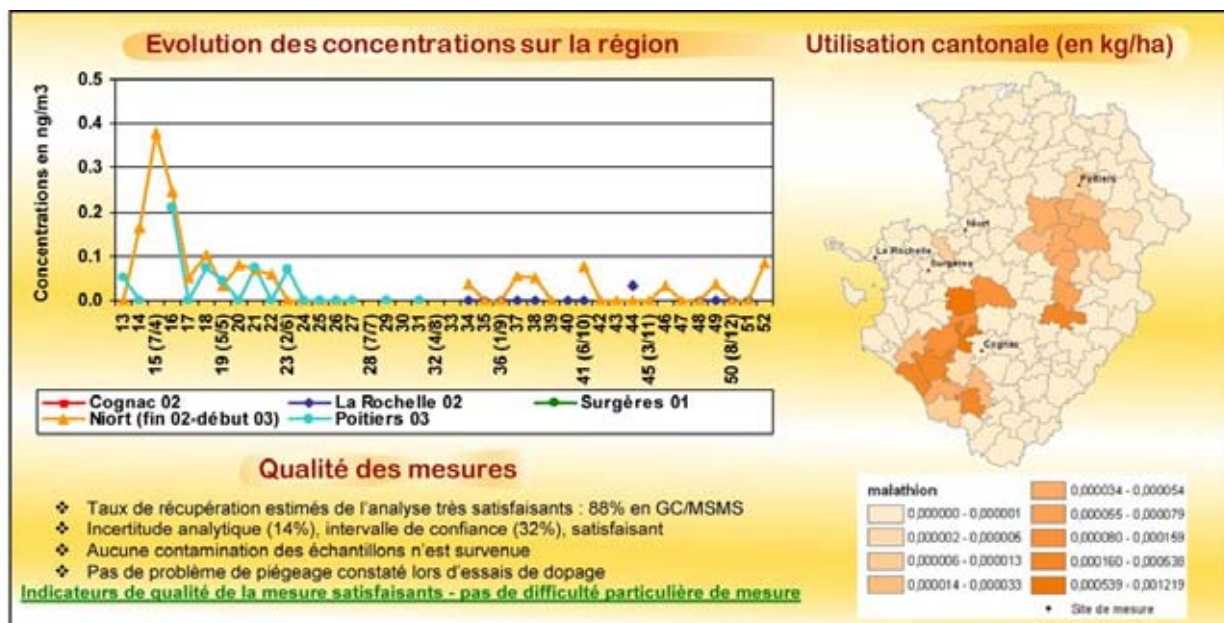 Evolution des concentrations sur la région
Utilisation cantonale (en kg/ha)
Concentrations en ng/m3
0.5
0.4
0.3
0.2
0.1
0.0
13
14
15 (7/4)
16
17
18
19 (5/5)
20
21
22
23 (2/6)
24
25
26
27
28 (7/7)
29
30
31
32 (4/8)
33
34
35
36 (1/9)
37
38
39
40
41 (6/10)
42
43
44
45 (3/11)
46
47
48
49
50 (8/12)
51
52
Cognac 02
La Rochelle 02
Surgères 01
Niort (fin 02-début 03)
Poitiers 03
Poitiers
Niort
La Rochelle
Surgères
Cognac
Qualité des mesures
❖ Taux de récupération estimés de l'analyse très satisfaisants : 88% en GC/MSMS
❖ Incertitude analytique (14%), intervalle de confiance (32%), satisfaisant
❖ Aucune contamination des échantillons n'est survenue
❖ Pas de problème de piégeage constaté lors d'essais de dopage
Indicateurs de qualité de la mesure satisfaisants - pas de difficulté particulière de mesure
malathion
0,000000 - 0,000001
0,000002 - 0,000005
0,000006 - 0,000013
0,000014 - 0,000033
0,000034 - 0,000054
0,000055 - 0,000079
0,000080 - 0,000159
0,000160 - 0,000538
0,000539 - 0,001219
Site de mesure